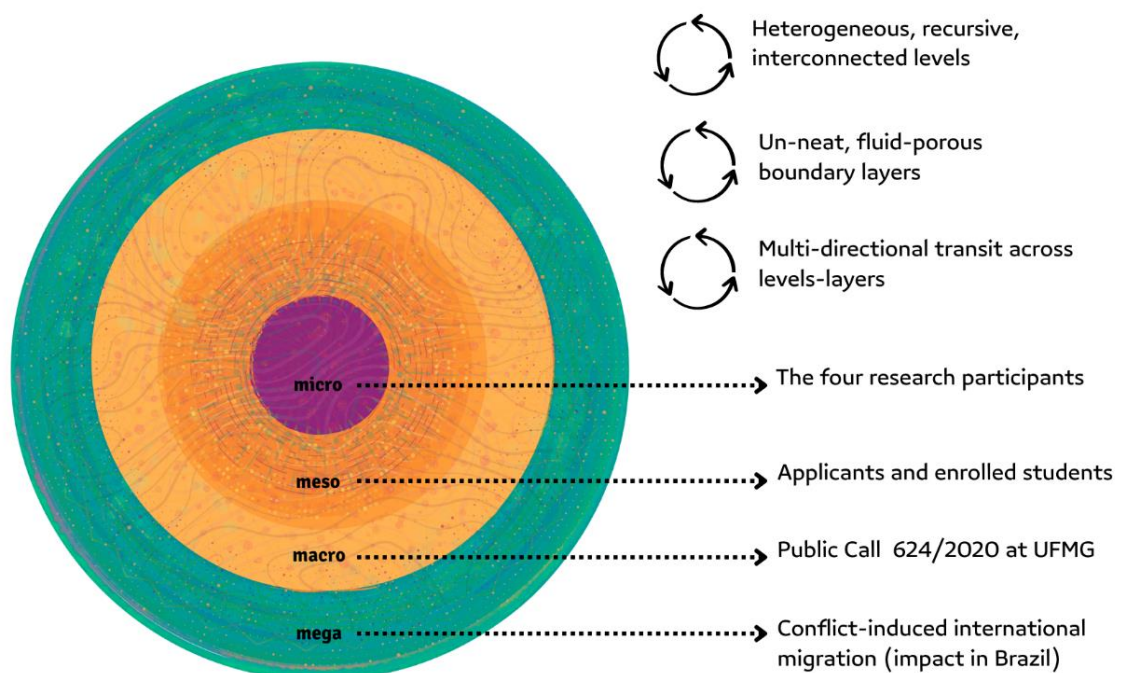 Heterogeneous, recursive,
interconnected levels
Un-neat, fluid-porous
boundary layers
Multi-directional transit across
levels-layers
micro
The four research participants
meso
Applicants and enrolled students
macro
Public Call 624/2020 at UFMG
mega
Conflict-induced international
migration (impact in Brazil)